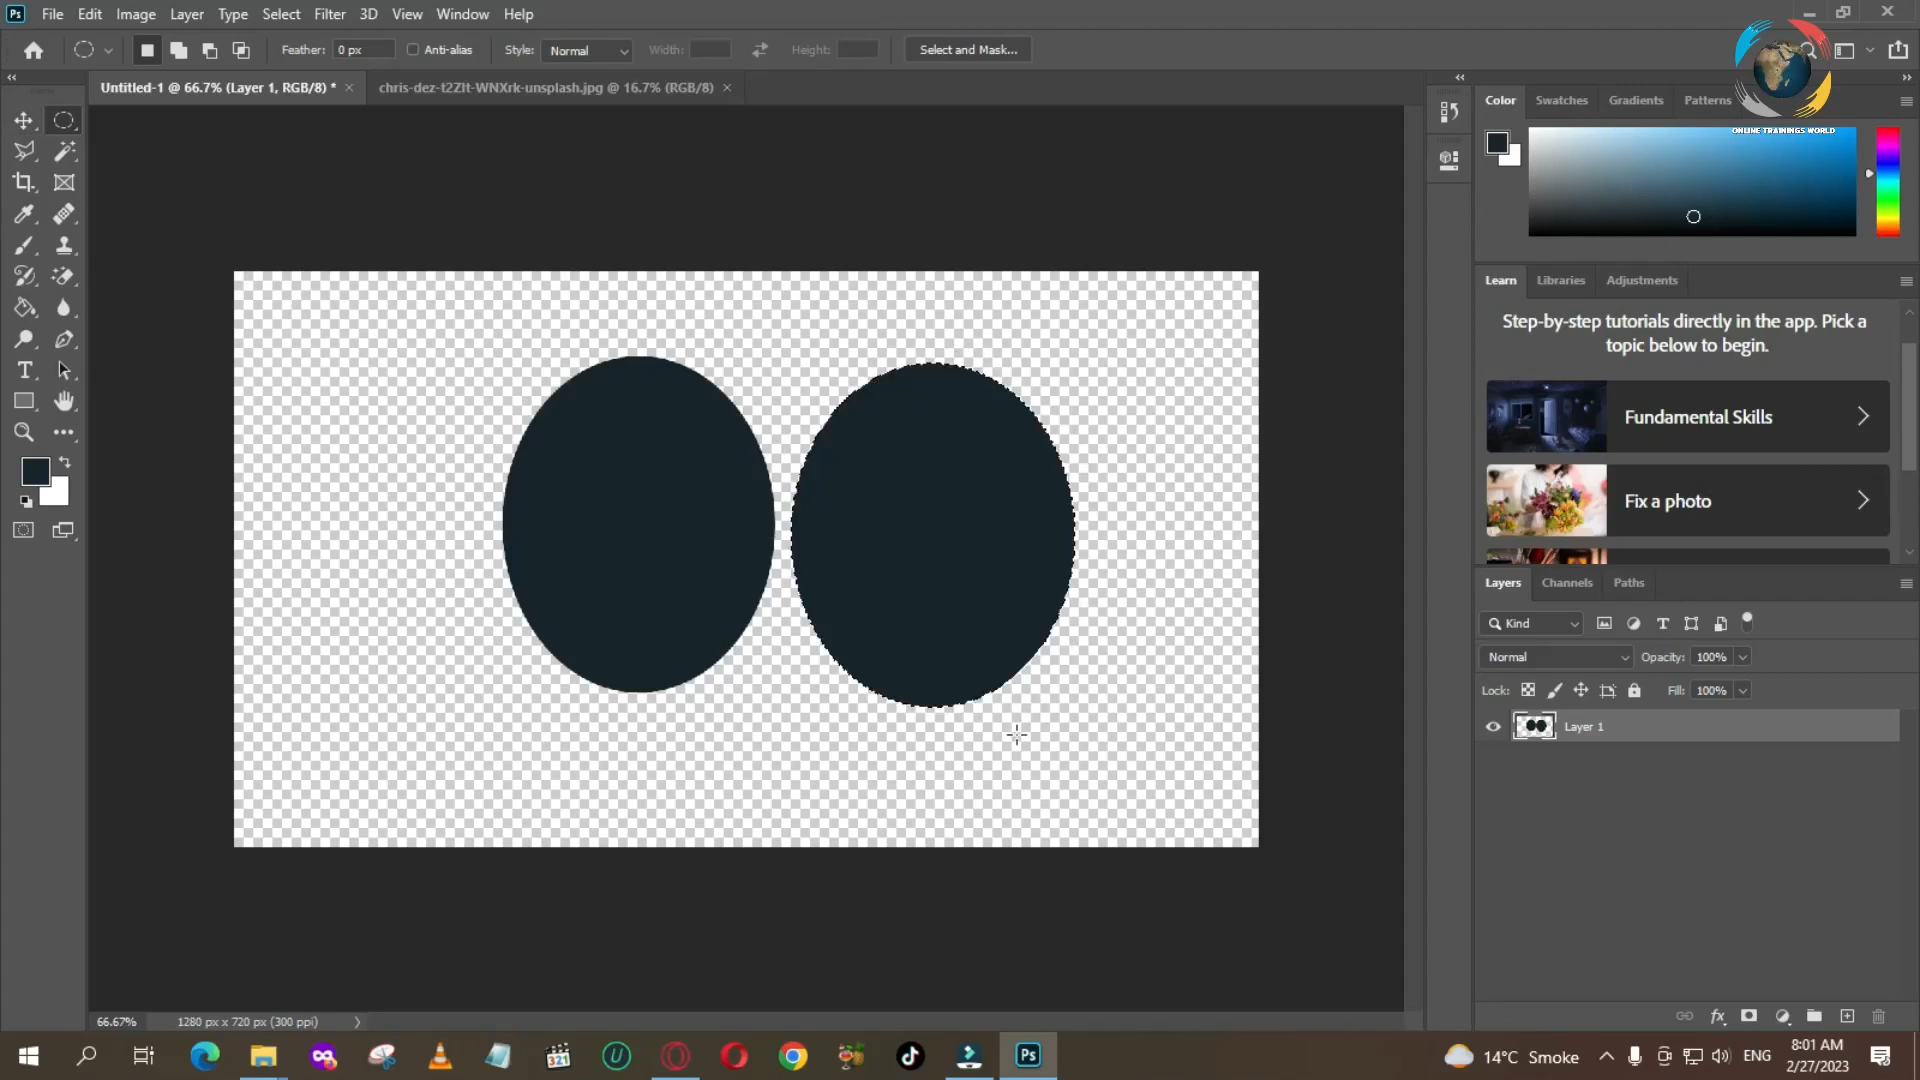 Ps File Edit Image Layer Type Select Filter 3D View Window Help
Feather: 0 px Anti-alias Style: Normal Width: Height: Select and Mask...
Untitled-1 @ 66.7% (Layer 1, RGB/8) * × chris-dez-t2ZIt-WNXrk-unsplash.jpg @ 16.7% (RGB/8) ×
Color Swatches Gradients Patterns
ONLINE TRAININGS WORLD
Learn Libraries Adjustments
Step-by-step tutorials directly in the app. Pick a
topic below to begin.
Fundamental Skills
Fix a photo
Layers Channels Paths
Kind
Normal Opacity: 100%
Lock: Fill: 100%
Layer 1
66.67% 1280 px x 720 px (300 ppi)
321 U Ps 14°C Smoke ENG 8:01 AM
2/27/2023